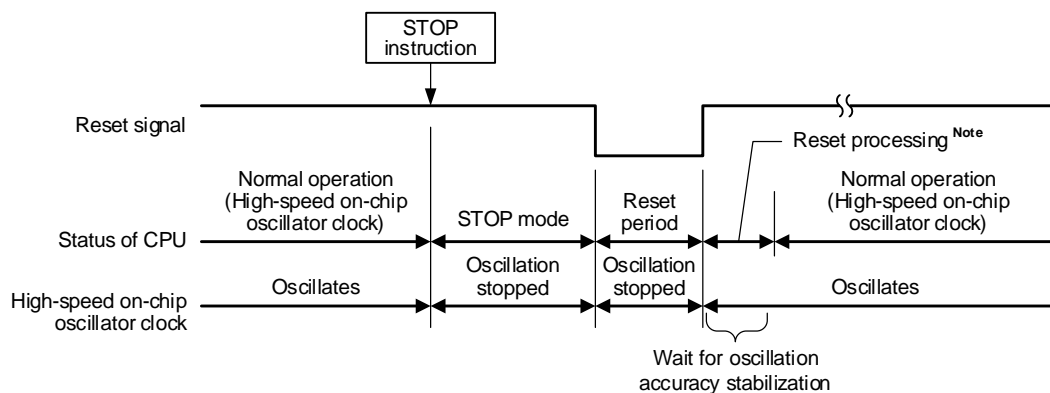 STOP
instruction
Reset signal
Reset processing Note
Normal operation
(High-speed on-chip
oscillator clock)
STOP mode
Reset
period
Normal operation
(High-speed on-chip
oscillator clock)
Status of CPU
Oscillates
Oscillation
stopped
Oscillation
stopped
Oscillates
High-speed on-chip
oscillator clock
Wait for oscillation
accuracy stabilization